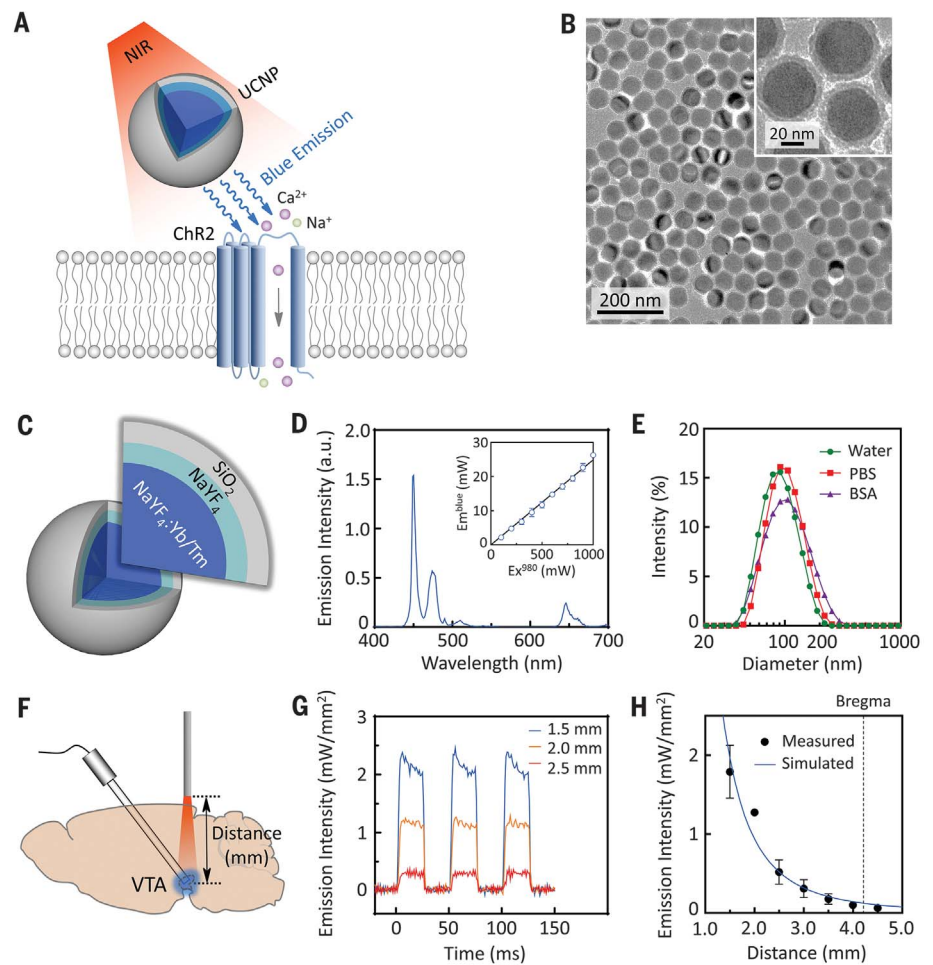 A
NIR
UCNP
Blue Emission
Ca²⁺
Na⁺
ChR2
B
20 nm
200 nm
C
SiO₂
NaYF₄
NaYF₄:Yb/Tm
D
Emission Intensity (a.u.)
2.0
1.5
1.0
0.5
0
400 500 600 700
Wavelength (nm)
Em^blue (mW)
30
20
10
0
0 500 1000
Ex⁹⁸⁰ (mW)
E
Intensity (%)
20
15
10
5
0
Water
PBS
BSA
20 100 200 1000
Diameter (nm)
F
Distance
(mm)
VTA
G
Emission Intensity (mW/mm²)
3
2
1
0
1.5 mm
2.0 mm
2.5 mm
0 50 100 150
Time (ms)
H
Bregma
Emission Intensity (mW/mm²)
2
1
0
Measured
Simulated
1.0 2.0 3.0 4.0 5.0
Distance (mm)